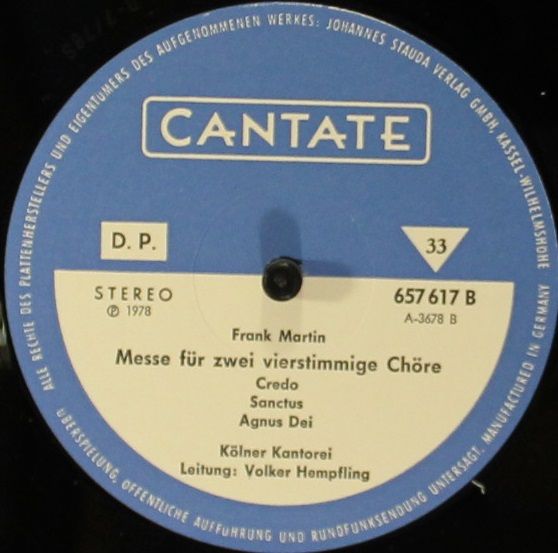 ALLE RECHTE DES PLATTENHERSTELLERS UND EIGENTUMERS DES AUFGENOMMENEN WERKES: JOHANNES STAUDA VERLAG GMBH, KASSEL-WILHELMSHÖHE
CANTATE
D. P.
33
STEREO
℗ 1978
657 617 B
A-3678 B
Frank Martin
Messe für zwei vierstimmige Chöre
Credo
Sanctus
Agnus Dei
Kölner Kantorei
Leitung: Volker Hempfling
ÜBERSPIELUNG, ÖFFENTLICHE AUFFÜHRUNG UND RUNDFUNKSENDUNG UNTERSAGT. MANUFACTURED IN GERMANY